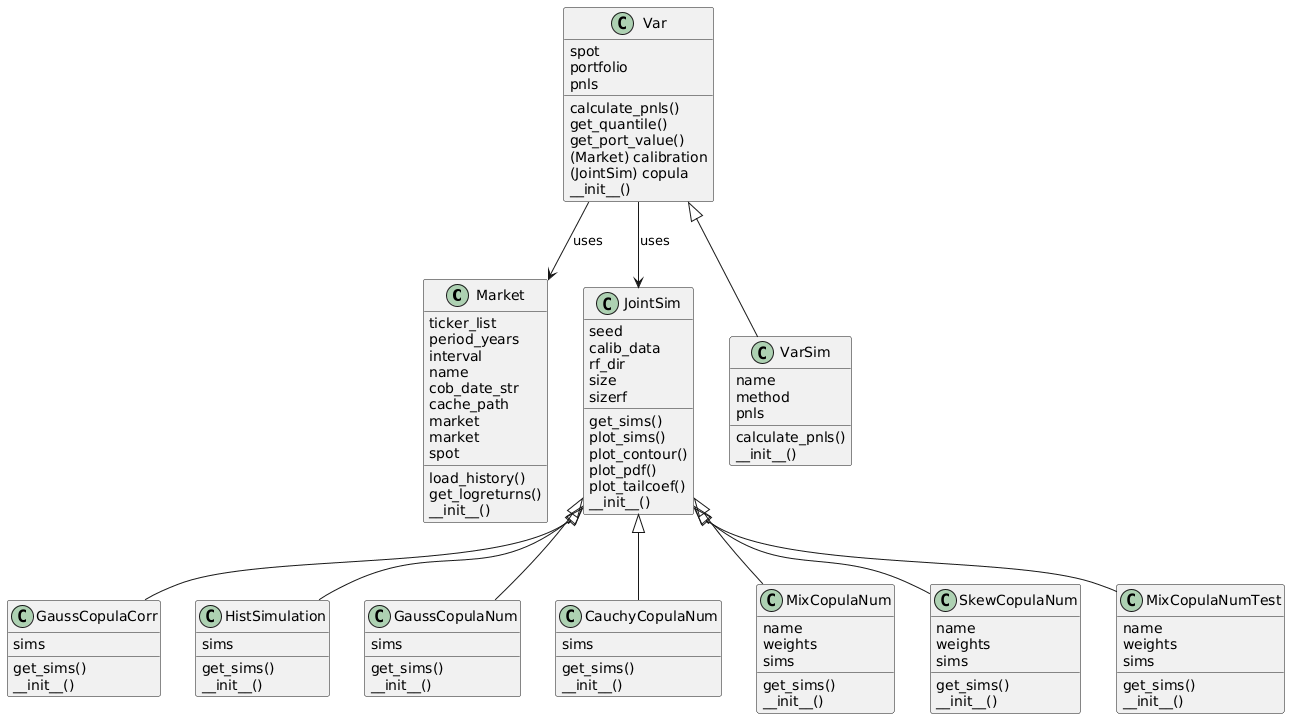 C Var
spot
portfolio
pnls
calculate_pnls()
get_quantile()
get_port_value()
(Market) calibration
(JointSim) copula
__init__()
uses
uses
C Market
ticker_list
period_years
interval
name
cob_date_str
cache_path
market
market
spot
load_history()
get_logreturns()
__init__()
C JointSim
seed
calib_data
rf_dir
size
sizerf
get_sims()
plot_sims()
plot_contour()
plot_pdf()
plot_tailcoef()
__init__()
C VarSim
name
method
pnls
calculate_pnls()
__init__()
C GaussCopulaCorr
sims
get_sims()
__init__()
C HistSimulation
sims
get_sims()
__init__()
C GaussCopulaNum
sims
get_sims()
__init__()
C CauchyCopulaNum
sims
get_sims()
__init__()
C MixCopulaNum
name
weights
sims
get_sims()
__init__()
C SkewCopulaNum
name
weights
sims
get_sims()
__init__()
C MixCopulaNumTest
name
weights
sims
get_sims()
__init__()